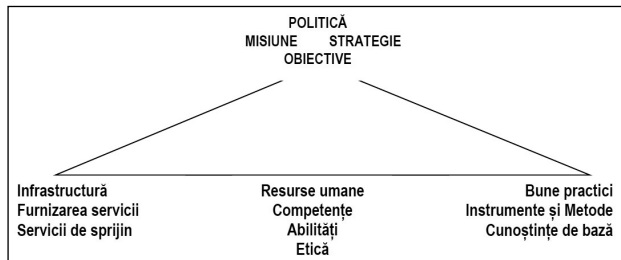 POLITICĂ
MISIUNE STRATEGIE
OBIECTIVE
Infrastructură Resurse umane Bune practici
Furnizarea servicii Competențe Instrumente și Metode
Servicii de sprijin Abilități Cunoștințe de bază
Etică